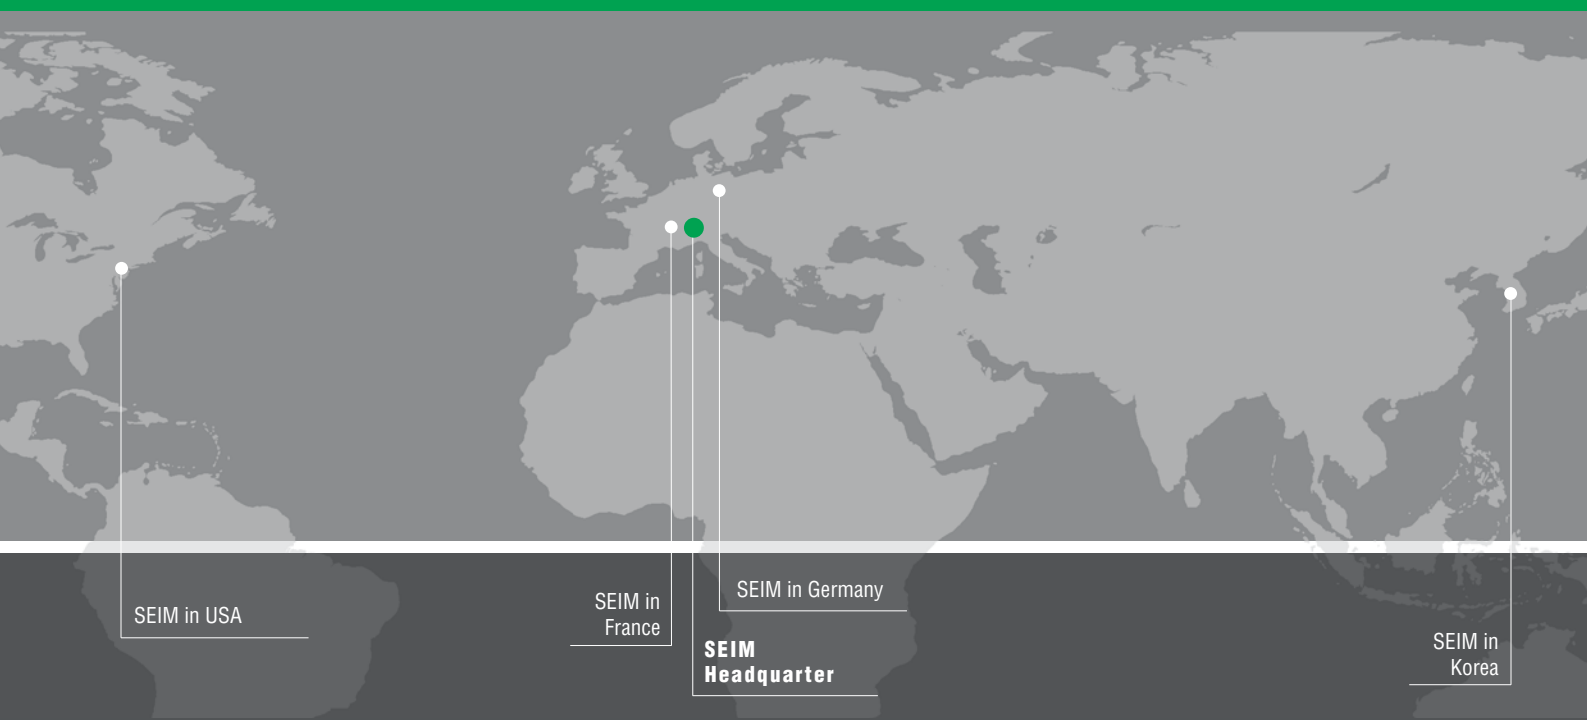 SEIM in USA
SEIM in
France
SEIM in Germany
SEIM
Headquarter
SEIM in
Korea